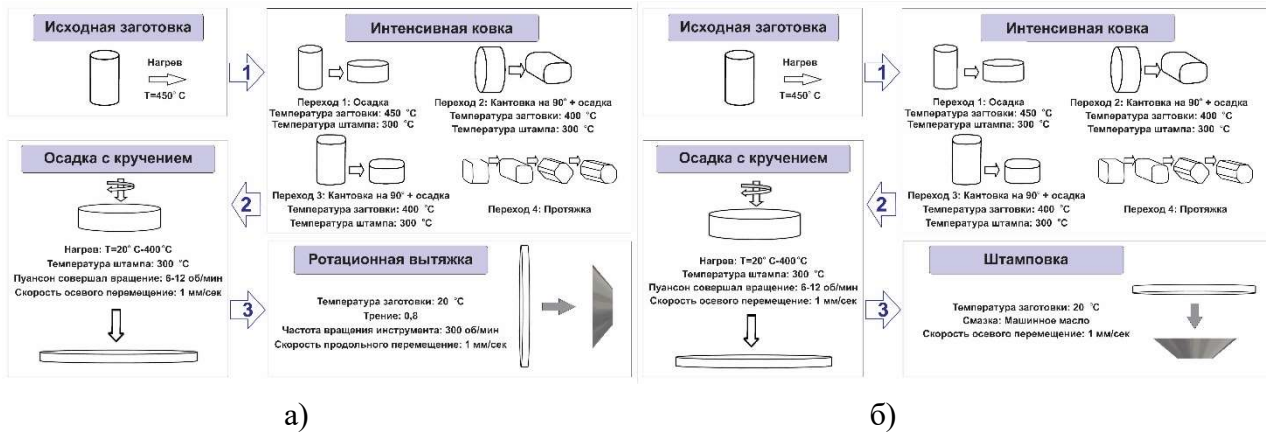 Исходная заготовка
Нагрев
T=450° C
1
Интенсивная ковка
Переход 1: Осадка
Температура загтовки: 450 °С
Температура штампа: 300 °С
Переход 2: Кантовка на 90° + осадка
Температура загтовки: 400 °С
Температура штампа: 300 °С
Переход 3: Кантовка на 90° + осадка
Температура загтовки: 400 °С
Температура штампа: 300 °С
Переход 4: Протяжка
2
Осадка с кручением
Нагрев: T=20° С-400°С
Температура штампа: 300 °С
Пуансон совершал вращение: 6-12 об/мин
Скорость осевого перемещение: 1 мм/сек
3
Ротационная вытяжка
Температура заготовки: 20 °С
Трение: 0,8
Частота вращения инструмента: 300 об/мин
Скорость продольного перемещение: 1 мм/сек
а)
Исходная заготовка
Нагрев
T=450° C
1
Интенсивная ковка
Переход 1: Осадка
Температура загтовки: 450 °С
Температура штампа: 300 °С
Переход 2: Кантовка на 90° + осадка
Температура загтовки: 400 °С
Температура штампа: 300 °С
Переход 3: Кантовка на 90° + осадка
Температура загтовки: 400 °С
Температура штампа: 300 °С
Переход 4: Протяжка
2
Осадка с кручением
Нагрев: T=20° С-400°С
Температура штампа: 300 °С
Пуансон совершал вращение: 6-12 об/мин
Скорость осевого перемещение: 1 мм/сек
3
Штамповка
Температура заготовки: 20 °С
Смазка: Машинное масло
Скорость осевого перемещение: 1 мм/сек
б)